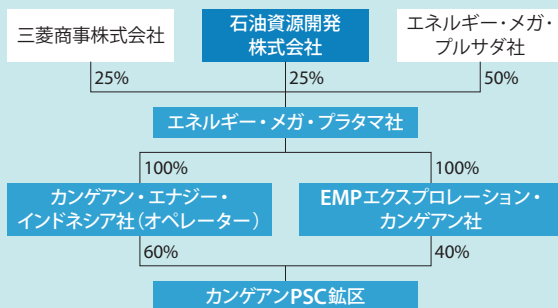 三菱商事株式会社
石油資源開発
株式会社
エネルギー・メガ・
プルサダ社
25%
25%
50%
エネルギー・メガ・プラタマ社
100%
100%
カンゲアン・エナジー・
インドネシア社（オペレーター）
EMPエクスプロレーション・
カンゲアン社
60%
40%
カンゲアンPSC鉱区